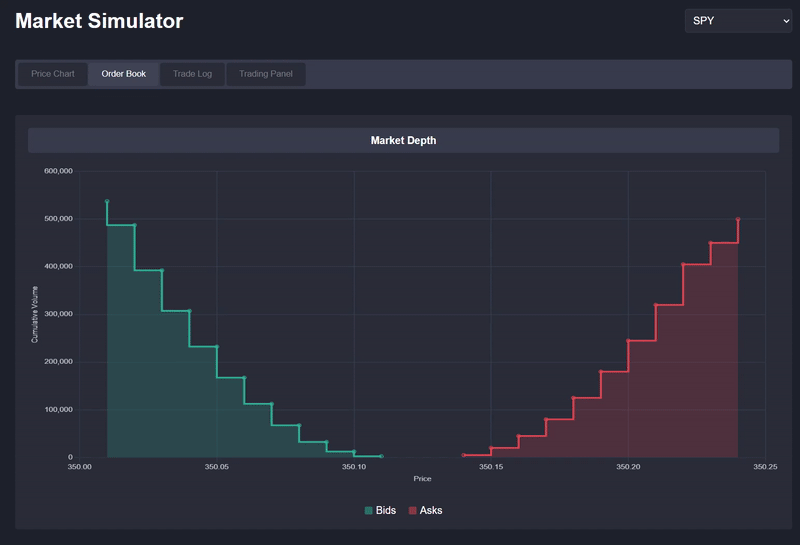 Market Simulator
SPY
Price Chart Order Book Trade Log Trading Panel
Market Depth
600,000
500,000
400,000
300,000
200,000
100,000
0
Cumulative Volume
350.00 350.05 350.10 350.15 350.20 350.25
Price
Bids Asks